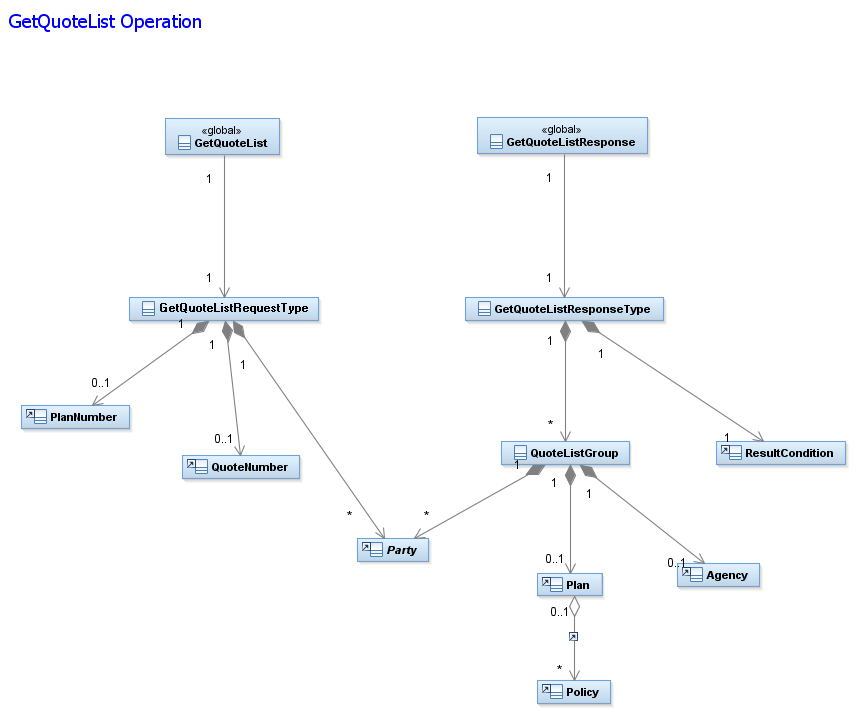 GetQuoteList Operation
«global»
GetQuoteList
«global»
GetQuoteListResponse
1
1
1
1
GetQuoteListRequestType
GetQuoteListResponseType
1
1
1
1
1
0..1
PlanNumber
0..1
QuoteNumber
*
QuoteListGroup
1
ResultCondition
1
1
1
*
*
Party
0..1
Plan
0..1
Agency
0..1
*
Policy